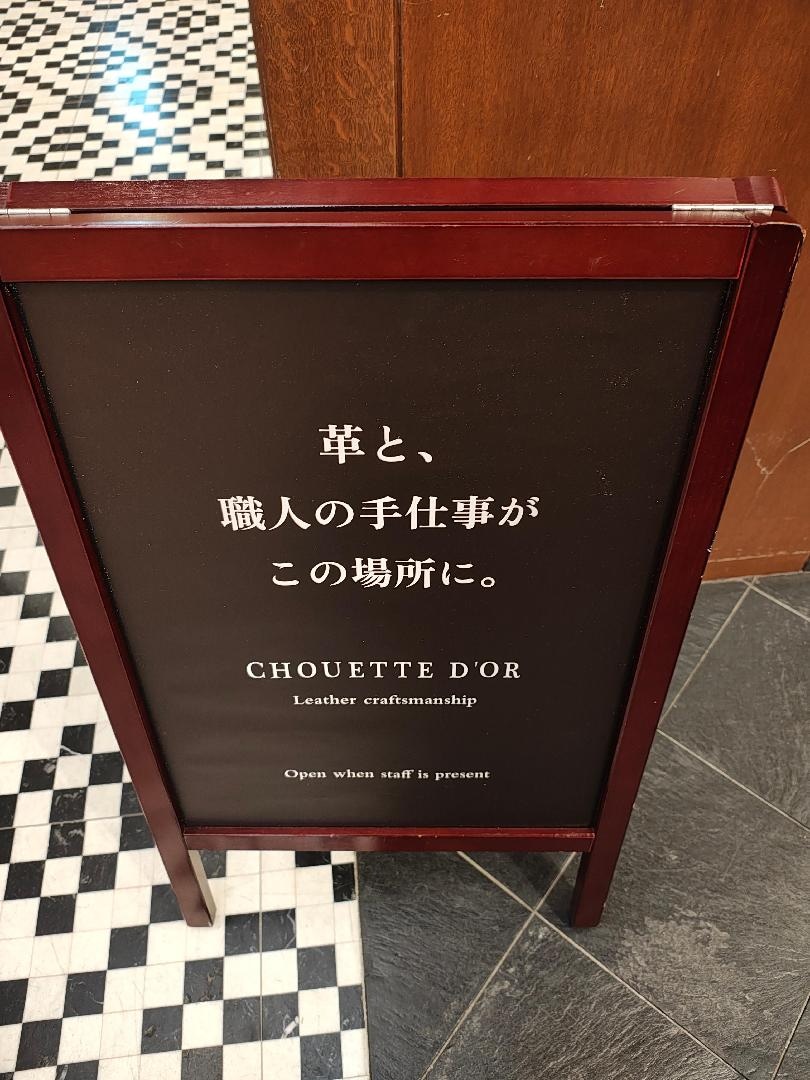 革と、
職人の手仕事が
この場所に。
CHOUETTE D'OR
Leather craftsmanship
Open when staff is present